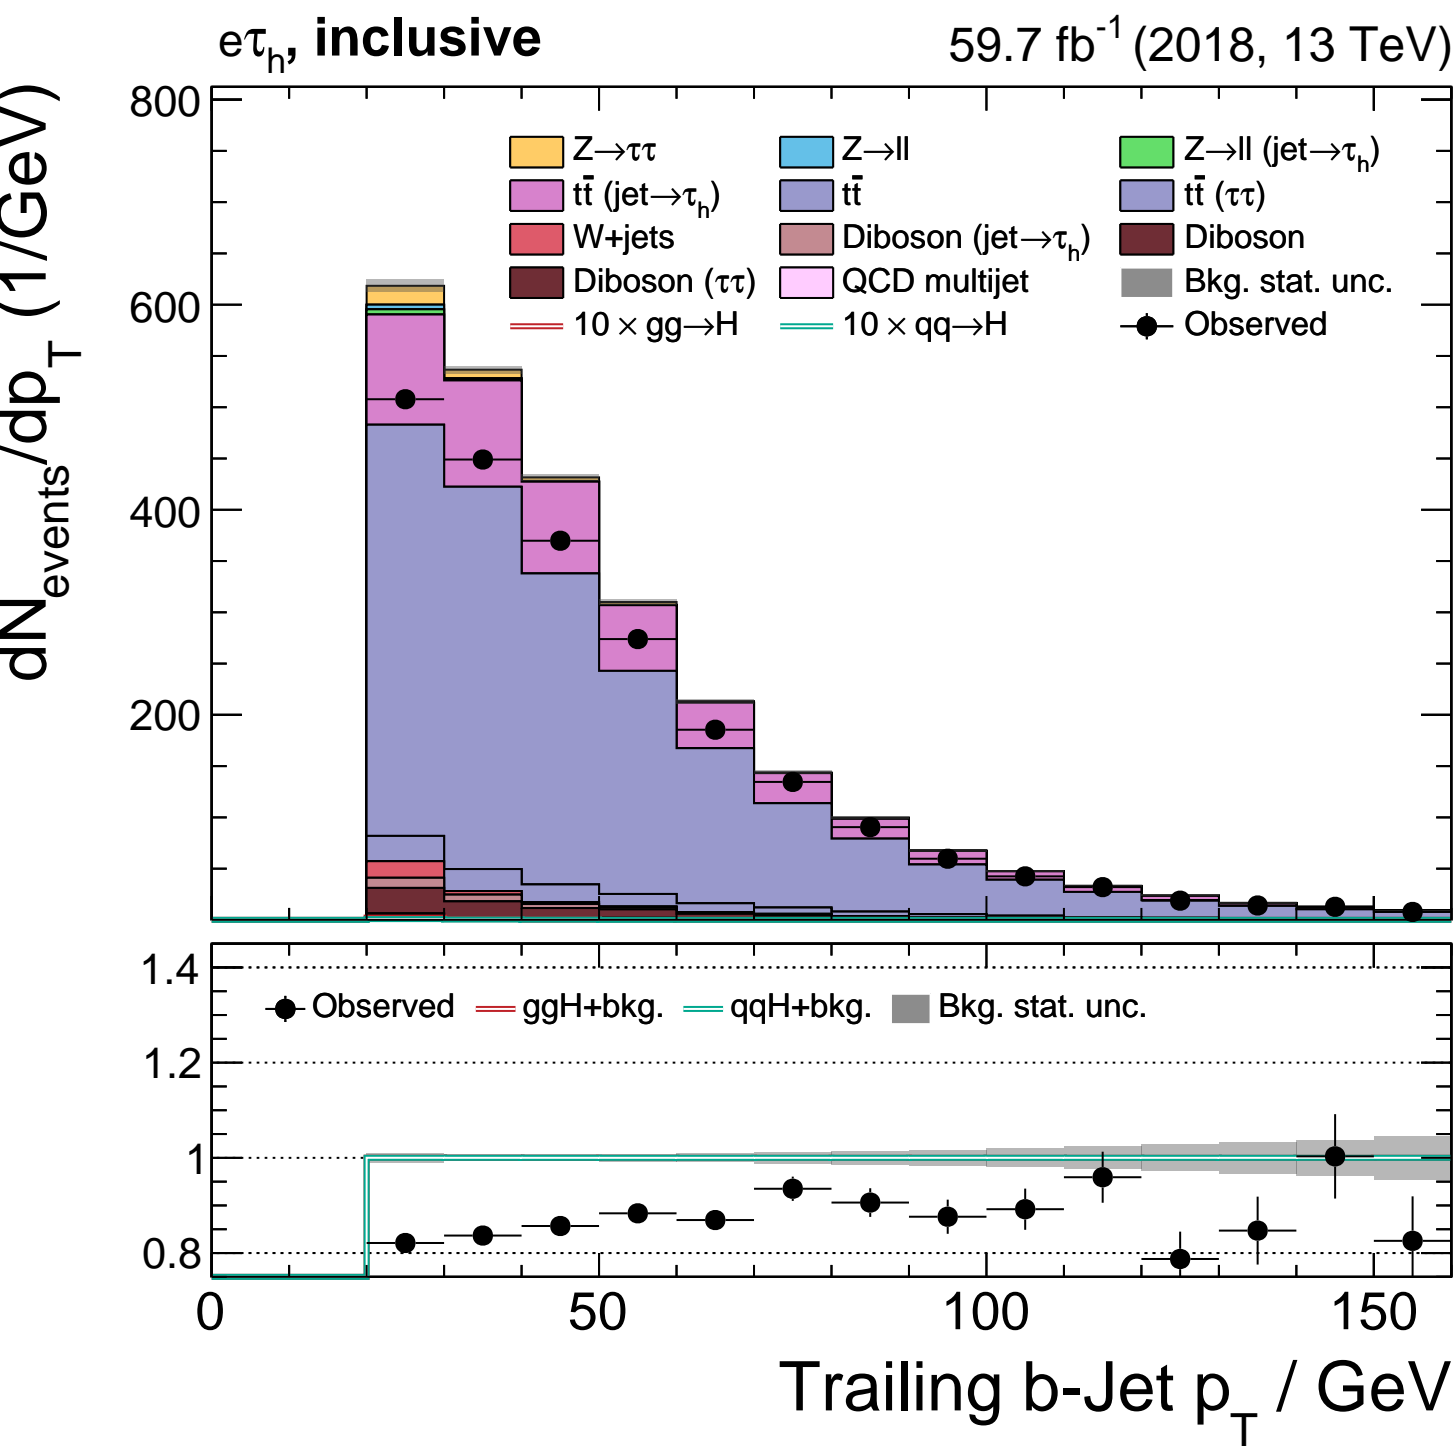 eτh, inclusive
59.7 fb-1 (2018, 13 TeV)
dNevents/dpT (1/GeV)
800
600
400
200
Z→ττ
Z→ll
Z→ll (jet→τh)
tt̄ (jet→τh)
tt̄
tt̄ (ττ)
W+jets
Diboson (jet→τh)
Diboson
Diboson (ττ)
QCD multijet
Bkg. stat. unc.
10 × gg→H
10 × qq→H
Observed
1.4
1.2
1
0.8
Observed
ggH+bkg.
qqH+bkg.
Bkg. stat. unc.
0
50
100
150
Trailing b-Jet pT / GeV